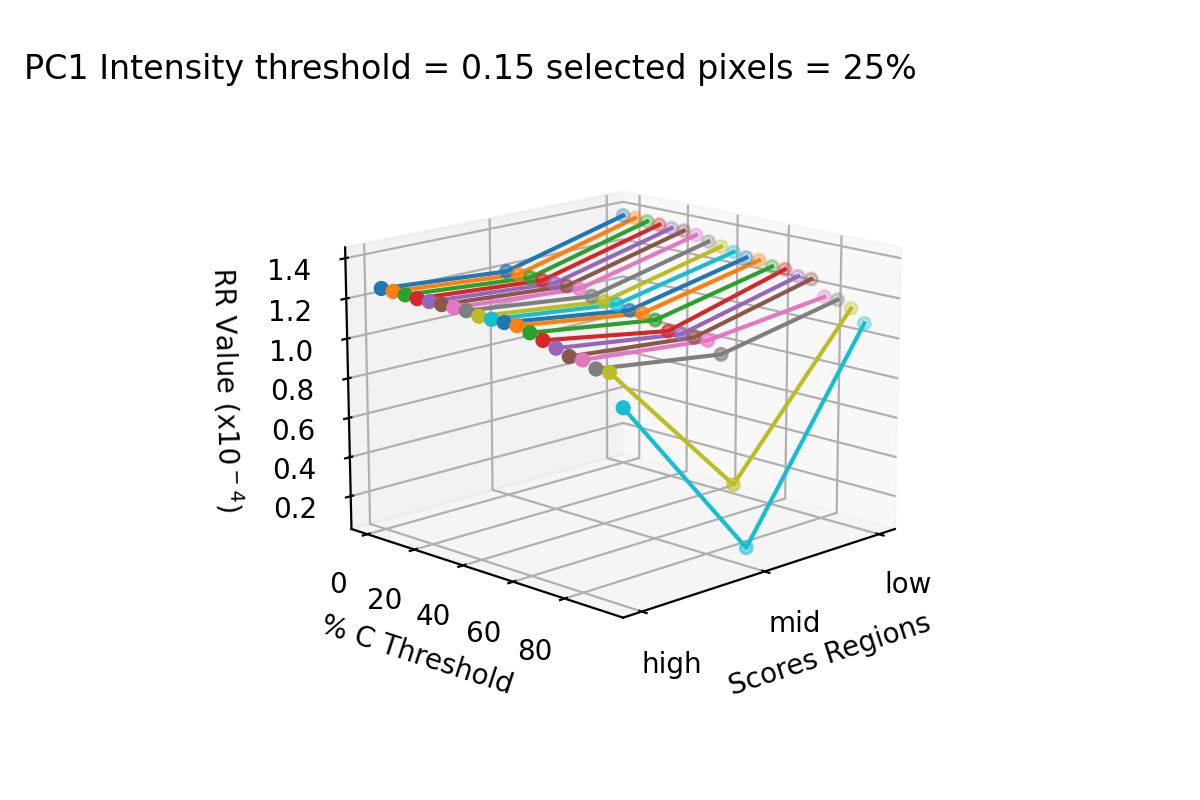 PC1 Intensity threshold = 0.15 selected pixels = 25%
RR Value (x10⁻⁴)
1.4
1.2
1.0
0.8
0.6
0.4
0.2
0
20
40
60
80
% C Threshold
high
mid
low
Scores Regions